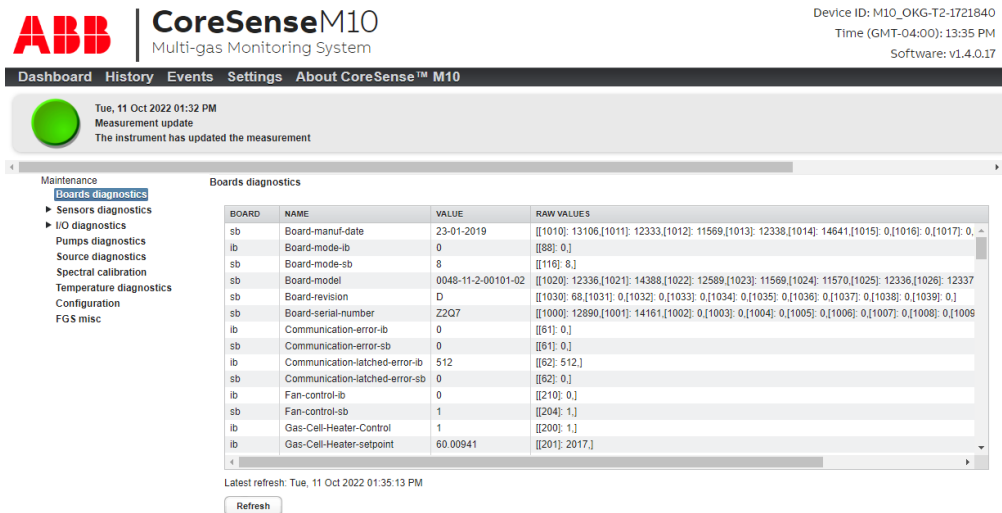 ABB
CoreSenseM10
Multi-gas Monitoring System
Device ID: M10_OKG-T2-1721840
Time (GMT-04:00): 13:35 PM
Software: v1.4.0.17
Dashboard History Events Settings About CoreSense™ M10
Tue, 11 Oct 2022 01:32 PM
Measurement update
The instrument has updated the measurement
Maintenance
Boards diagnostics
Sensors diagnostics
I/O diagnostics
Pumps diagnostics
Source diagnostics
Spectral calibration
Temperature diagnostics
Configuration
FGS misc
Boards diagnostics
BOARD NAME VALUE RAW VALUES
sb Board-manuf-date 23-01-2019 [[1010]: 13106,[1011]: 12333,[1012]: 11569,[1013]: 12338,[1014]: 14641,[1015]: 0,[1016]: 0,[1017]: 0,
ib Board-mode-ib 0 [[88]: 0,]
sb Board-mode-sb 8 [[116]: 8,]
sb Board-model 0048-11-2-00101-02 [[1020]: 12336,[1021]: 14388,[1022]: 12589,[1023]: 11569,[1024]: 11570,[1025]: 12336,[1026]: 12337
sb Board-revision D [[1030]: 68,[1031]: 0,[1032]: 0,[1033]: 0,[1034]: 0,[1035]: 0,[1036]: 0,[1037]: 0,[1038]: 0,[1039]: 0,]
sb Board-serial-number Z2Q7 [[1000]: 12890,[1001]: 14161,[1002]: 0,[1003]: 0,[1004]: 0,[1005]: 0,[1006]: 0,[1007]: 0,[1008]: 0,[1009
ib Communication-error-ib 0 [[61]: 0,]
sb Communication-error-sb 0 [[61]: 0,]
ib Communication-latched-error-ib 512 [[62]: 512,]
sb Communication-latched-error-sb 0 [[62]: 0,]
ib Fan-control-ib 0 [[210]: 0,]
sb Fan-control-sb 1 [[204]: 1,]
ib Gas-Cell-Heater-Control 1 [[200]: 1,]
ib Gas-Cell-Heater-setpoint 60.00941 [[201]: 2017,]
Latest refresh: Tue, 11 Oct 2022 01:35:13 PM
Refresh